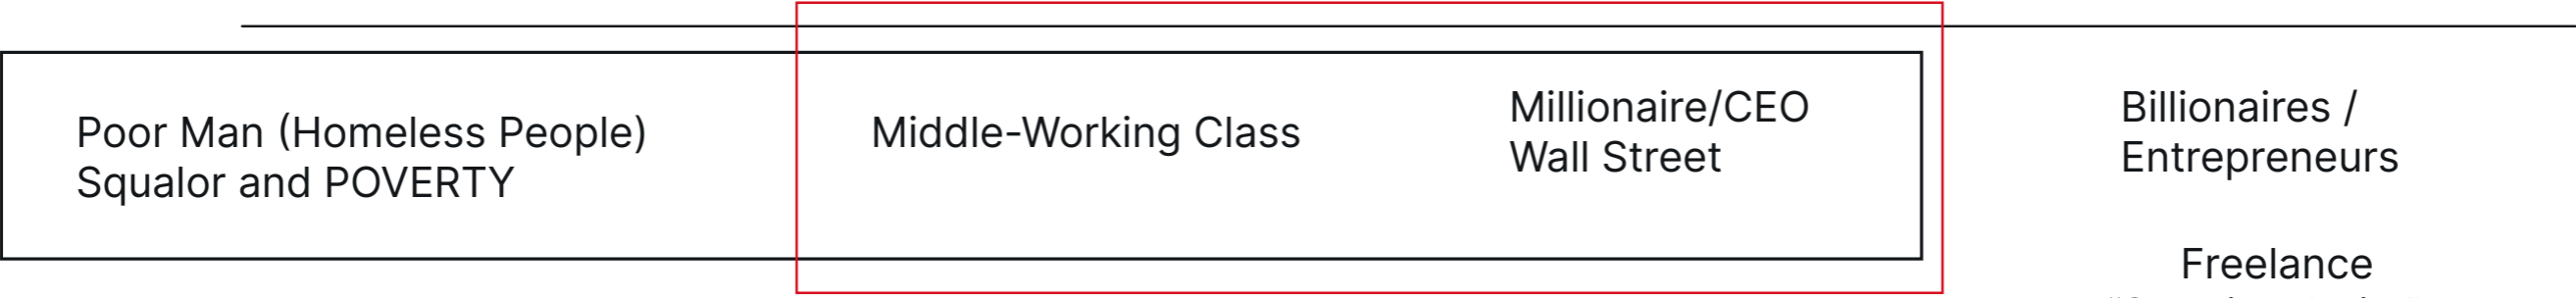 Poor Man (Homeless People)
Squalor and POVERTY
Middle-Working Class
Millionaire/CEO
Wall Street
Billionaires /
Entrepreneurs
Freelance